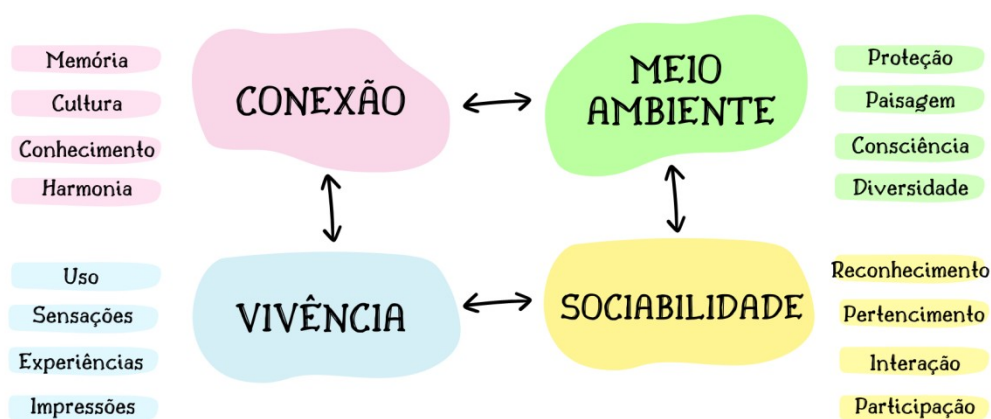 Memória
Cultura
Conhecimento
Harmonia
CONEXÃO
MEIO
AMBIENTE
Proteção
Paisagem
Consciência
Diversidade
Uso
Sensações
Experiências
Impressões
VIVÊNCIA
SOCIABILIDADE
Reconhecimento
Pertencimento
Interação
Participação